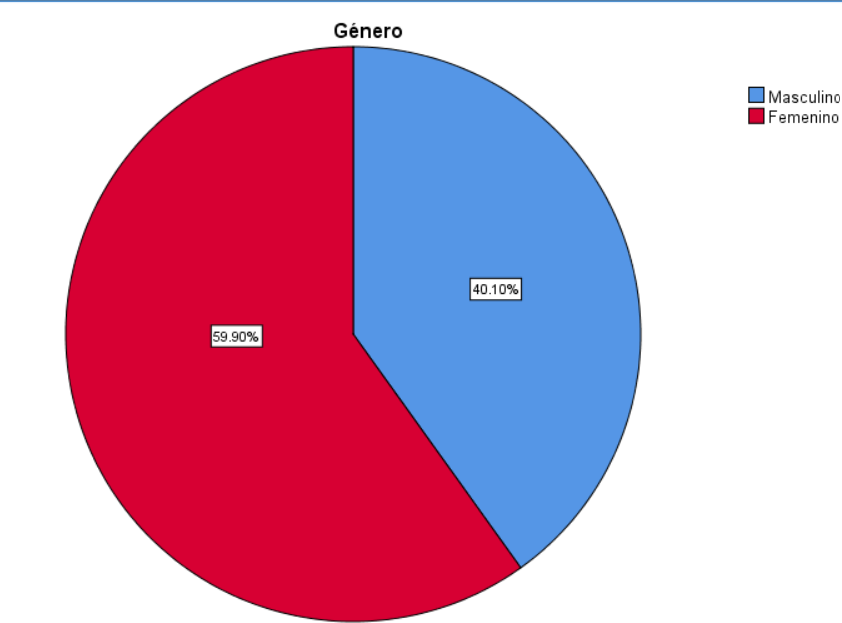 Género
Masculino
Femenino
40.10%
59.90%